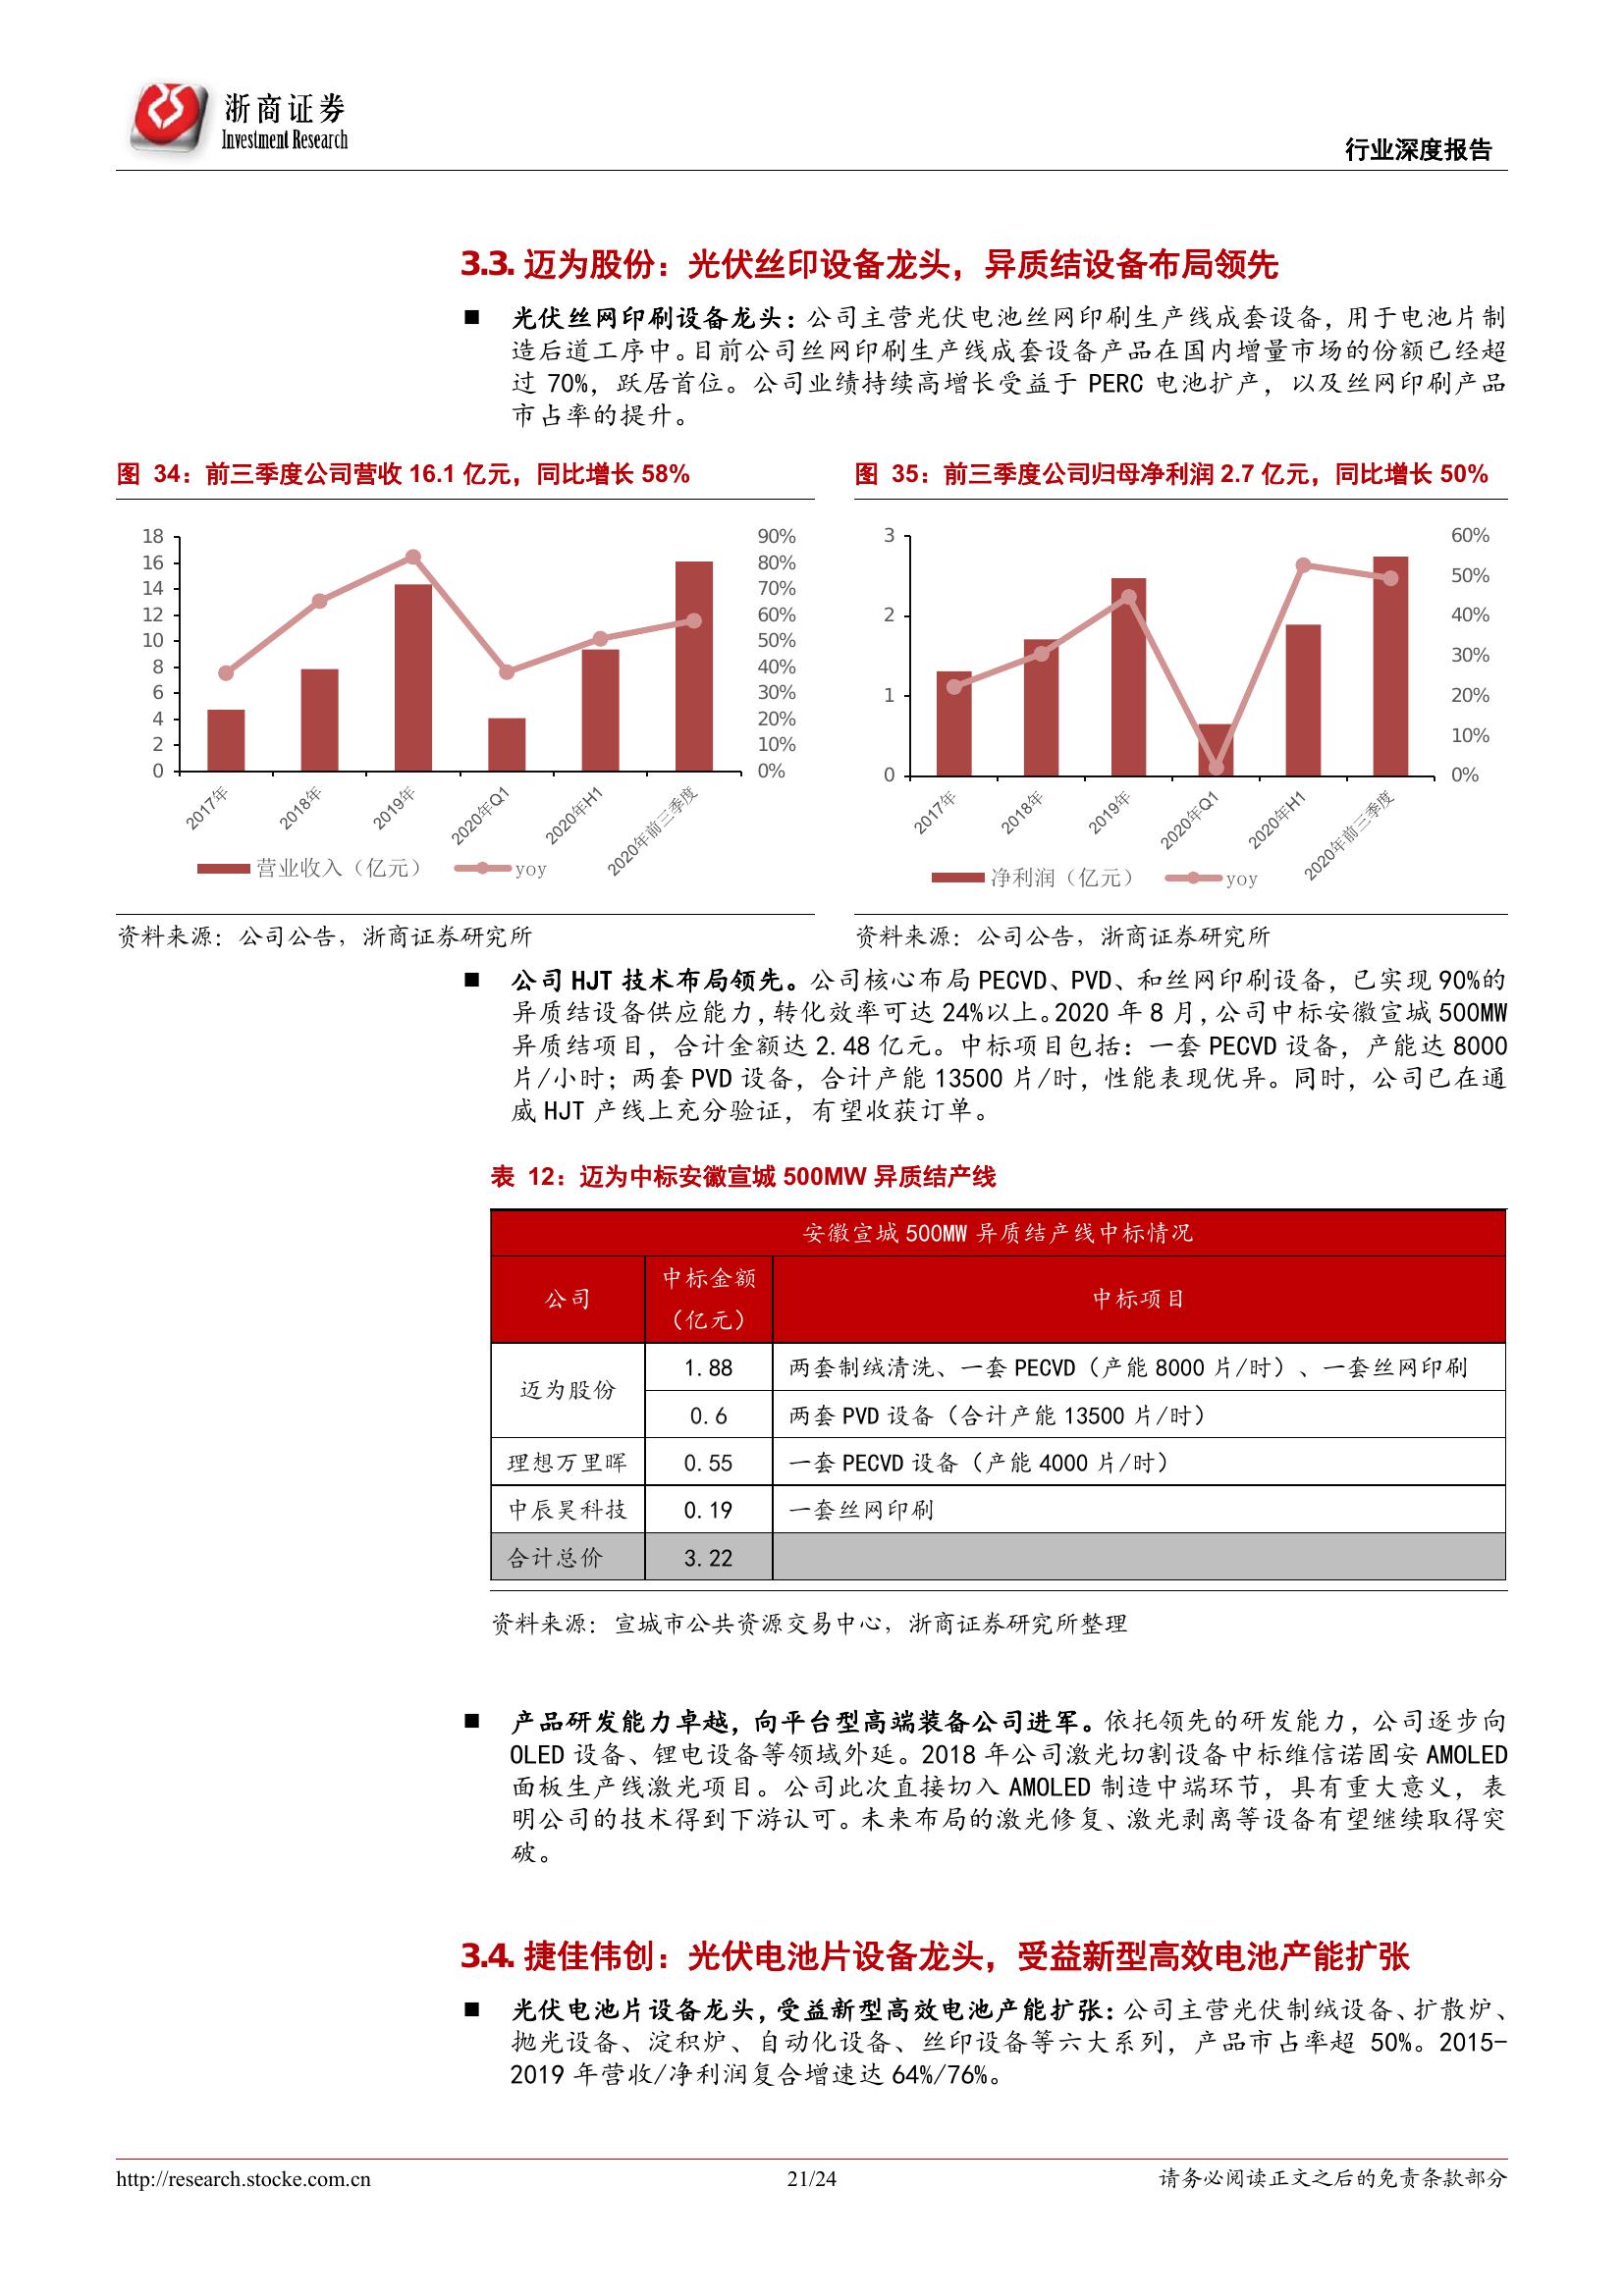 浙商证券
Investment Research
行业深度报告
3.3. 迈为股份：光伏丝印设备龙头，异质结设备布局领先
■ 光伏丝网印刷设备龙头：公司主营光伏电池丝网印刷生产线成套设备，用于电池片制
造后道工序中。目前公司丝网印刷生产线成套设备产品在国内增量市场的份额已经超
过 70%，跃居首位。公司业绩持续高增长受益于 PERC 电池扩产，以及丝网印刷产品
市占率的提升。
图 34：前三季度公司营收 16.1 亿元，同比增长 58%
18
16
14
12
10
8
6
4
2
0
90%
80%
70%
60%
50%
40%
30%
20%
10%
0%
2017年
2018年
2019年
2020年Q1
2020年H1
2020年前三季度
营业收入（亿元）
yoy
资料来源：公司公告，浙商证券研究所
图 35：前三季度公司归母净利润 2.7 亿元，同比增长 50%
3
2
1
0
60%
50%
40%
30%
20%
10%
0%
2017年
2018年
2019年
2020年Q1
2020年H1
2020年前三季度
净利润（亿元）
yoy
资料来源：公司公告，浙商证券研究所
■ 公司 HJT 技术布局领先。公司核心布局 PECVD、PVD、和丝网印刷设备，已实现 90%的
异质结设备供应能力，转化效率可达 24%以上。2020 年 8 月，公司中标安徽宣城 500MW
异质结项目，合计金额达 2.48 亿元。中标项目包括：一套 PECVD 设备，产能达 8000
片/小时；两套 PVD 设备，合计产能 13500 片/时，性能表现优异。同时，公司已在通
威 HJT 产线上充分验证，有望收获订单。
表 12：迈为中标安徽宣城 500MW 异质结产线
安徽宣城 500MW 异质结产线中标情况
公司
中标金额
（亿元）
中标项目
迈为股份
1.88
两套制绒清洗、一套 PECVD（产能 8000 片/时）、一套丝网印刷
0.6
两套 PVD 设备（合计产能 13500 片/时）
理想万里晖
0.55
一套 PECVD 设备（产能 4000 片/时）
中辰昊科技
0.19
一套丝网印刷
合计总价
3.22
资料来源：宣城市公共资源交易中心，浙商证券研究所整理
■ 产品研发能力卓越，向平台型高端装备公司进军。依托领先的研发能力，公司逐步向
OLED 设备、锂电设备等领域外延。2018 年公司激光切割设备中标维信诺固安 AMOLED
面板生产线激光项目。公司此次直接切入 AMOLED 制造中端环节，具有重大意义，表
明公司的技术得到下游认可。未来布局的激光修复、激光剥离等设备有望继续取得突
破。
3.4. 捷佳伟创：光伏电池片设备龙头，受益新型高效电池产能扩张
■ 光伏电池片设备龙头，受益新型高效电池产能扩张：公司主营光伏制绒设备、扩散炉、
抛光设备、淀积炉、自动化设备、丝印设备等六大系列，产品市占率超 50%。2015-
2019 年营收/净利润复合增速达 64%/76%。
http://research.stocke.com.cn
21/24
请务必阅读正文之后的免责条款部分